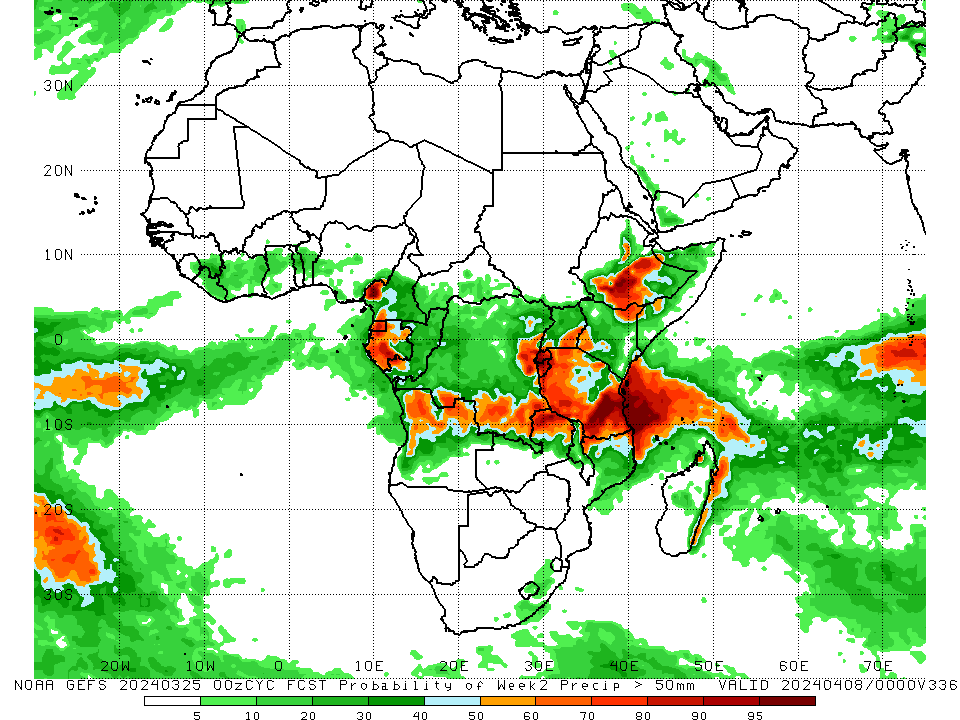 30N
20N
10N
0
10S
20S
30S
20W 10W 0 10E 20E 30E 40E 50E 60E 70E
NOAA GEFS 20240325 00zCYC FCST Probability of Week2 Precip > 50mm VALID 20240408/0000V336
5 10 20 30 40 50 60 70 80 90 95